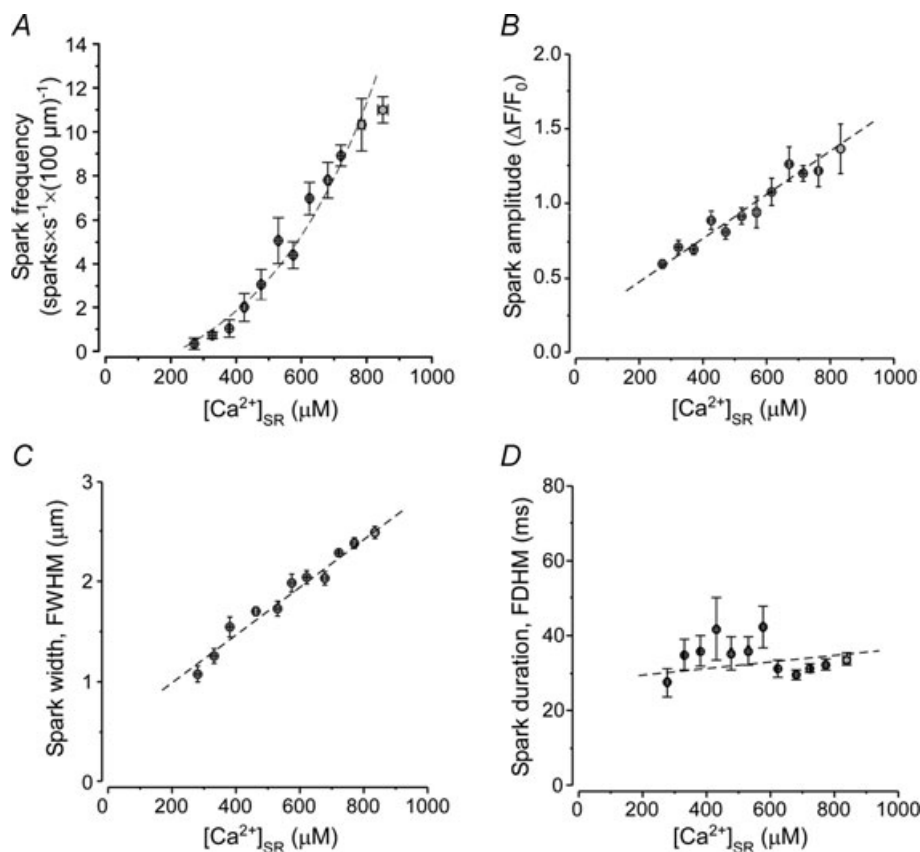 A
Spark frequency
(sparks×s⁻¹×(100 µm)⁻¹)
14
12
10
8
6
4
2
0
0 200 400 600 800 1000
[Ca²⁺]SR (µM)
B
Spark amplitude (ΔF/F₀)
2.0
1.5
1.0
0.5
0.0
0 200 400 600 800 1000
[Ca²⁺]SR (µM)
C
Spark width, FWHM (µm)
3
2
1
0
0 200 400 600 800 1000
[Ca²⁺]SR (µM)
D
Spark duration, FDHM (ms)
80
60
40
20
0
0 200 400 600 800 1000
[Ca²⁺]SR (µM)